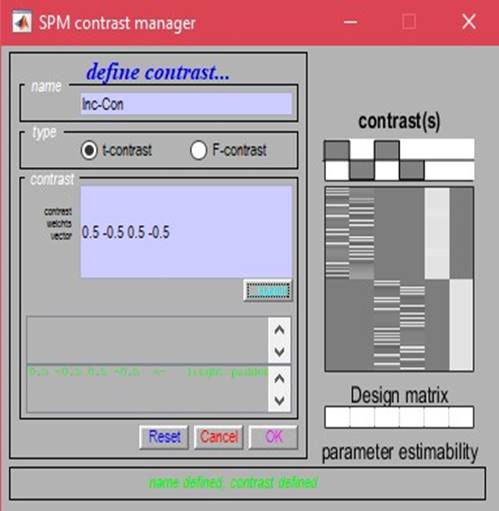 SPM contrast manager
define contrast...
name
Inc-Con
type
t-contrast
F-contrast
contrast
contrast
weights
vector
0.5 -0.5 0.5 -0.5
0.5 -0.5 0.5 -0.5 <-
Reset
Cancel
OK
name defined, contrast defined
contrast(s)
Design matrix
parameter estimability